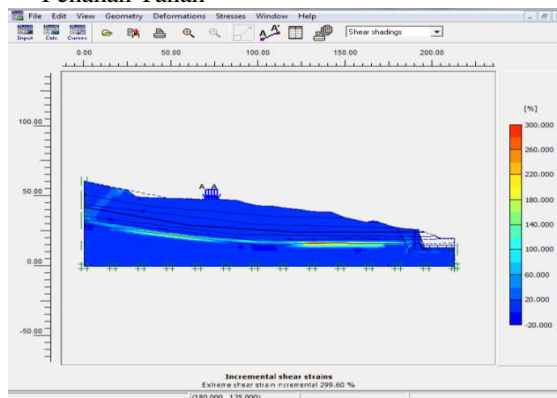 Penahan Tanah
File Edit View Geometry Deformations Stresses Window Help
Input Calc Curves Shear shadings
0.00 50.00 100.00 150.00 200.00
100.00
50.00
0.00
-50.00
A A
[%]
300.000
260.000
220.000
180.000
140.000
100.000
60.000
20.000
-20.000
Incremental shear strains
Extreme shear strain incremental 299.60 %
(180.000 , 125.000)